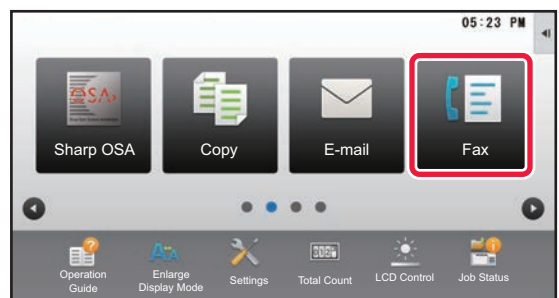 05:23 PM
Sharp OSA
Copy
E-mail
Fax
Operation
Guide
Enlarge
Display Mode
Settings
Total Count
LCD Control
Job Status